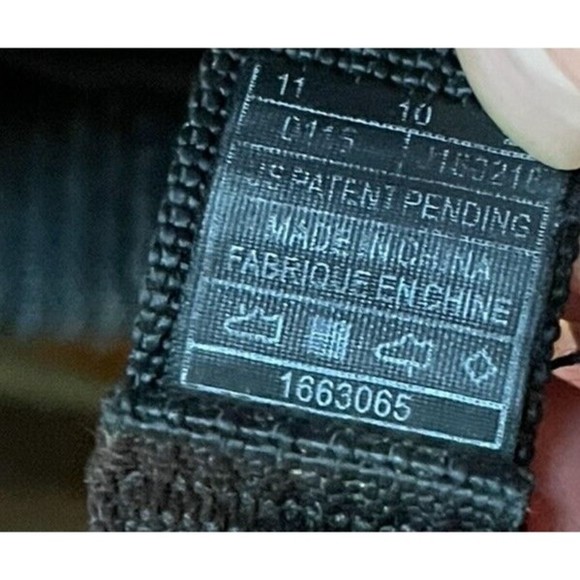 11 10
0115
US PATENT PENDING
MADE IN CHINA
FABRIQUE EN CHINE
1663065